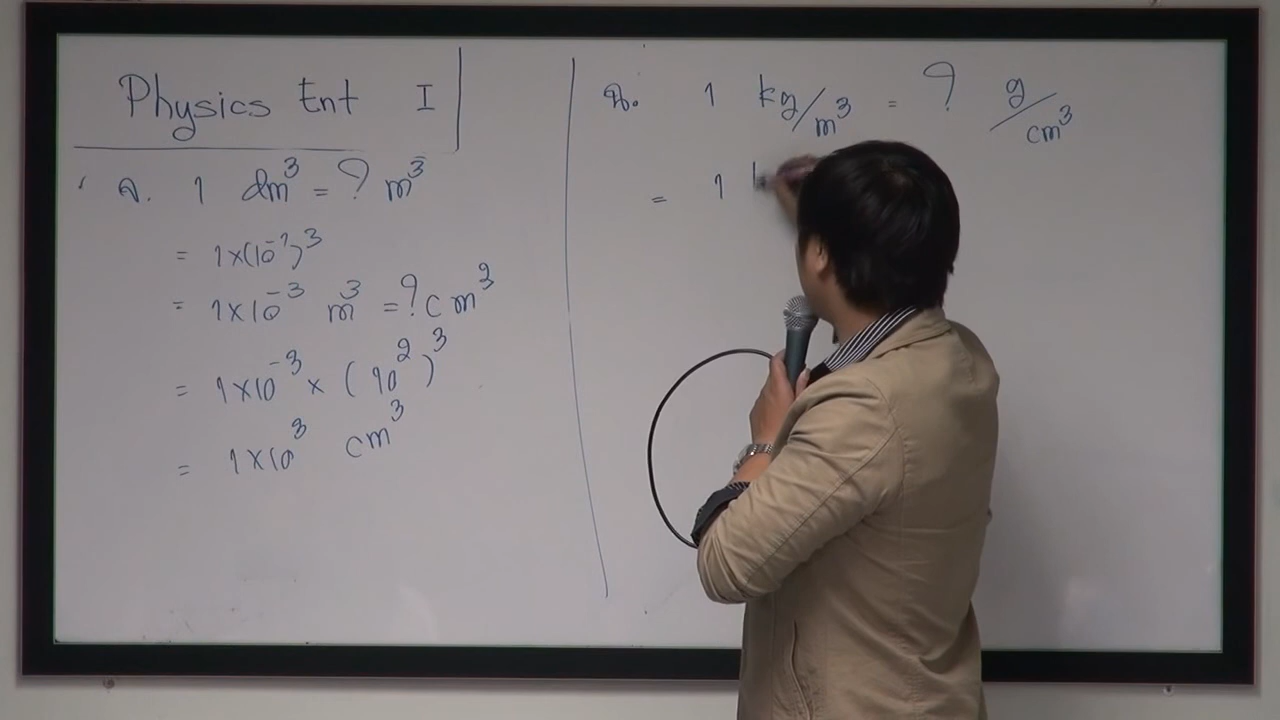 Physics Ent I
1 dm³ = ? m³
= 1×(10⁻¹)³
= 1×10⁻³ m³ = ? cm³
= 1×10⁻³ × (10²)³
= 1×10³ cm³
ข. 1 kg/m³ = ? g/cm³
= 1 k